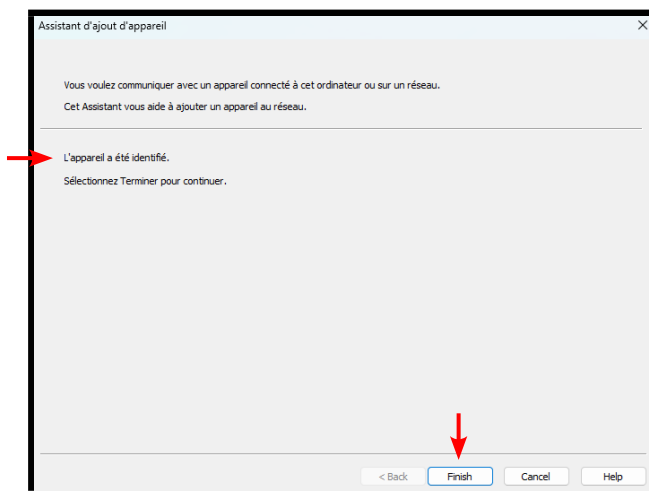 Assistant d'ajout d'appareil
Vous voulez communiquer avec un appareil connecté à cet ordinateur ou sur un réseau.
Cet Assistant vous aide à ajouter un appareil au réseau.
L'appareil a été identifié.
Sélectionnez Terminer pour continuer.
< Back Finish Cancel Help